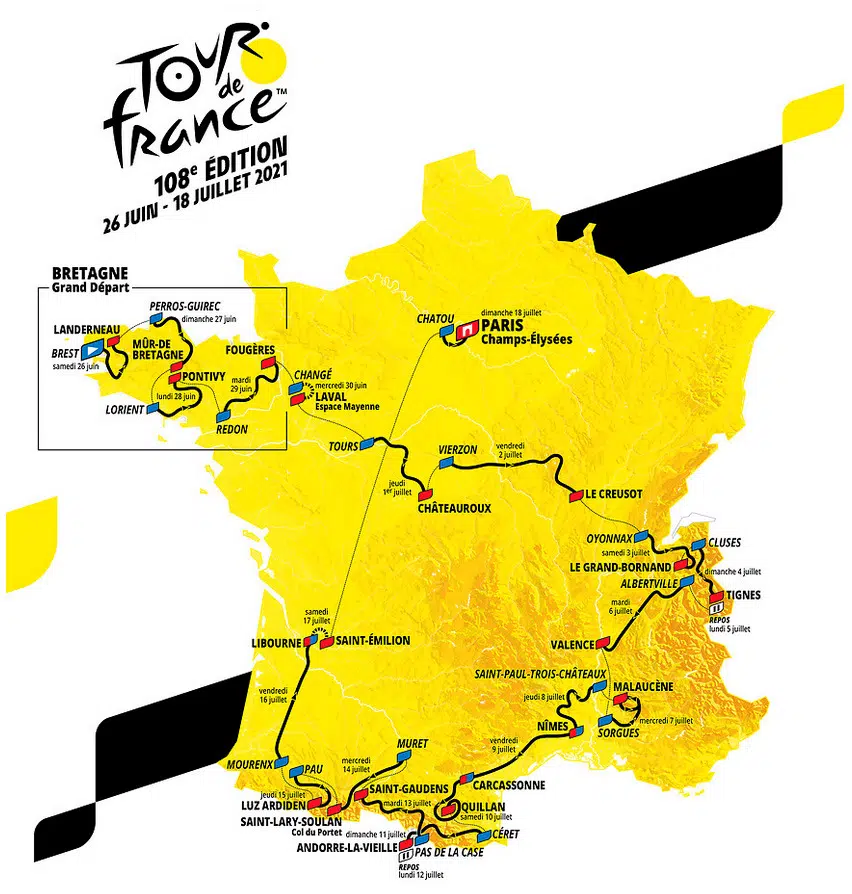 TOUR
de
france™
108e ÉDITION
26 JUIN - 18 JUILLET 2021
BRETAGNE
Grand Départ
PERROS-GUIREC
dimanche 27 juin
LANDERNEAU
BREST
samedi 26 juin
MÛR-DE
BRETAGNE
PONTIVY
lundi 28 juin
LORIENT
FOUGÈRES
mardi
29 juin
REDON
CHANGÉ
mercredi 30 juin
LAVAL
Espace Mayenne
CHATOU
dimanche 18 juillet
PARIS
Champs-Élysées
TOURS
jeudi
1er juillet
CHÂTEAUROUX
VIERZON
vendredi
2 juillet
LE CREUSOT
OYONNAX
samedi 3 juillet
CLUSES
LE GRAND-BORNAND
dimanche 4 juillet
ALBERTVILLE
TIGNES
REPOS
lundi 5 juillet
mardi
6 juillet
VALENCE
samedi
17 juillet
LIBOURNE
SAINT-ÉMILION
SAINT-PAUL-TROIS-CHÂTEAUX
MALAUCÈNE
jeudi 8 juillet
mercredi 7 juillet
SORGUES
NÎMES
vendredi
9 juillet
vendredi
16 juillet
MOURENX
PAU
mercredi
14 juillet
MURET
CARCASSONNE
jeudi 15 juillet
SAINT-GAUDENS
LUZ ARDIDEN
mardi 13 juillet
QUILLAN
samedi 10 juillet
SAINT-LARY-SOULAN
Col du Portet
dimanche 11 juillet
CÉRET
ANDORRE-LA-VIEILLE
PAS DE LA CASE
REPOS
lundi 12 juillet